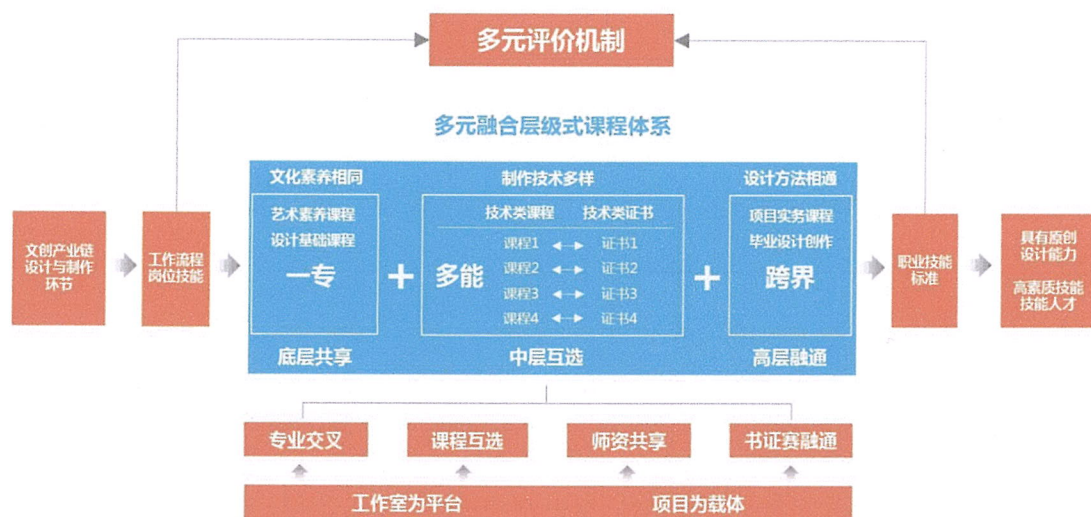 多元评价机制
多元融合层级式课程体系
文化素养相同
制作技术多样
设计方法相通
艺术素养课程
设计基础课程
一专
+
多能
技术类课程 技术类证书
课程1 证书1
课程2 证书2
课程3 证书3
课程4 证书4
+
项目实务课程
毕业设计创作
跨界
底层共享
中层互选
高层融通
文创产业链
设计与制作
环节
工作流程
岗位技能
职业技能
标准
具有原创
设计能力
高素质技能
技能人才
专业交叉
课程互选
师资共享
书证赛融通
工作室为平台
项目为载体